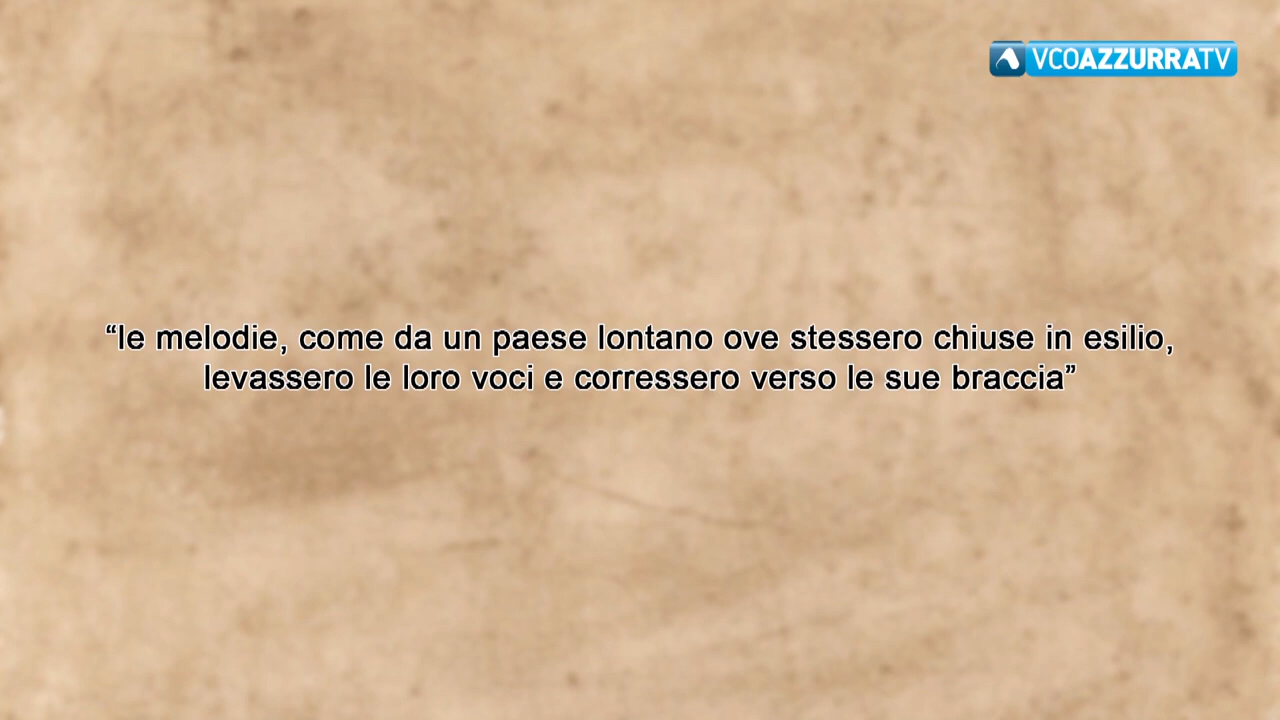 VCOAZZURRATV
“le melodie, come da un paese lontano ove stessero chiuse in esilio,
levassero le loro voci e corressero verso le sue braccia”